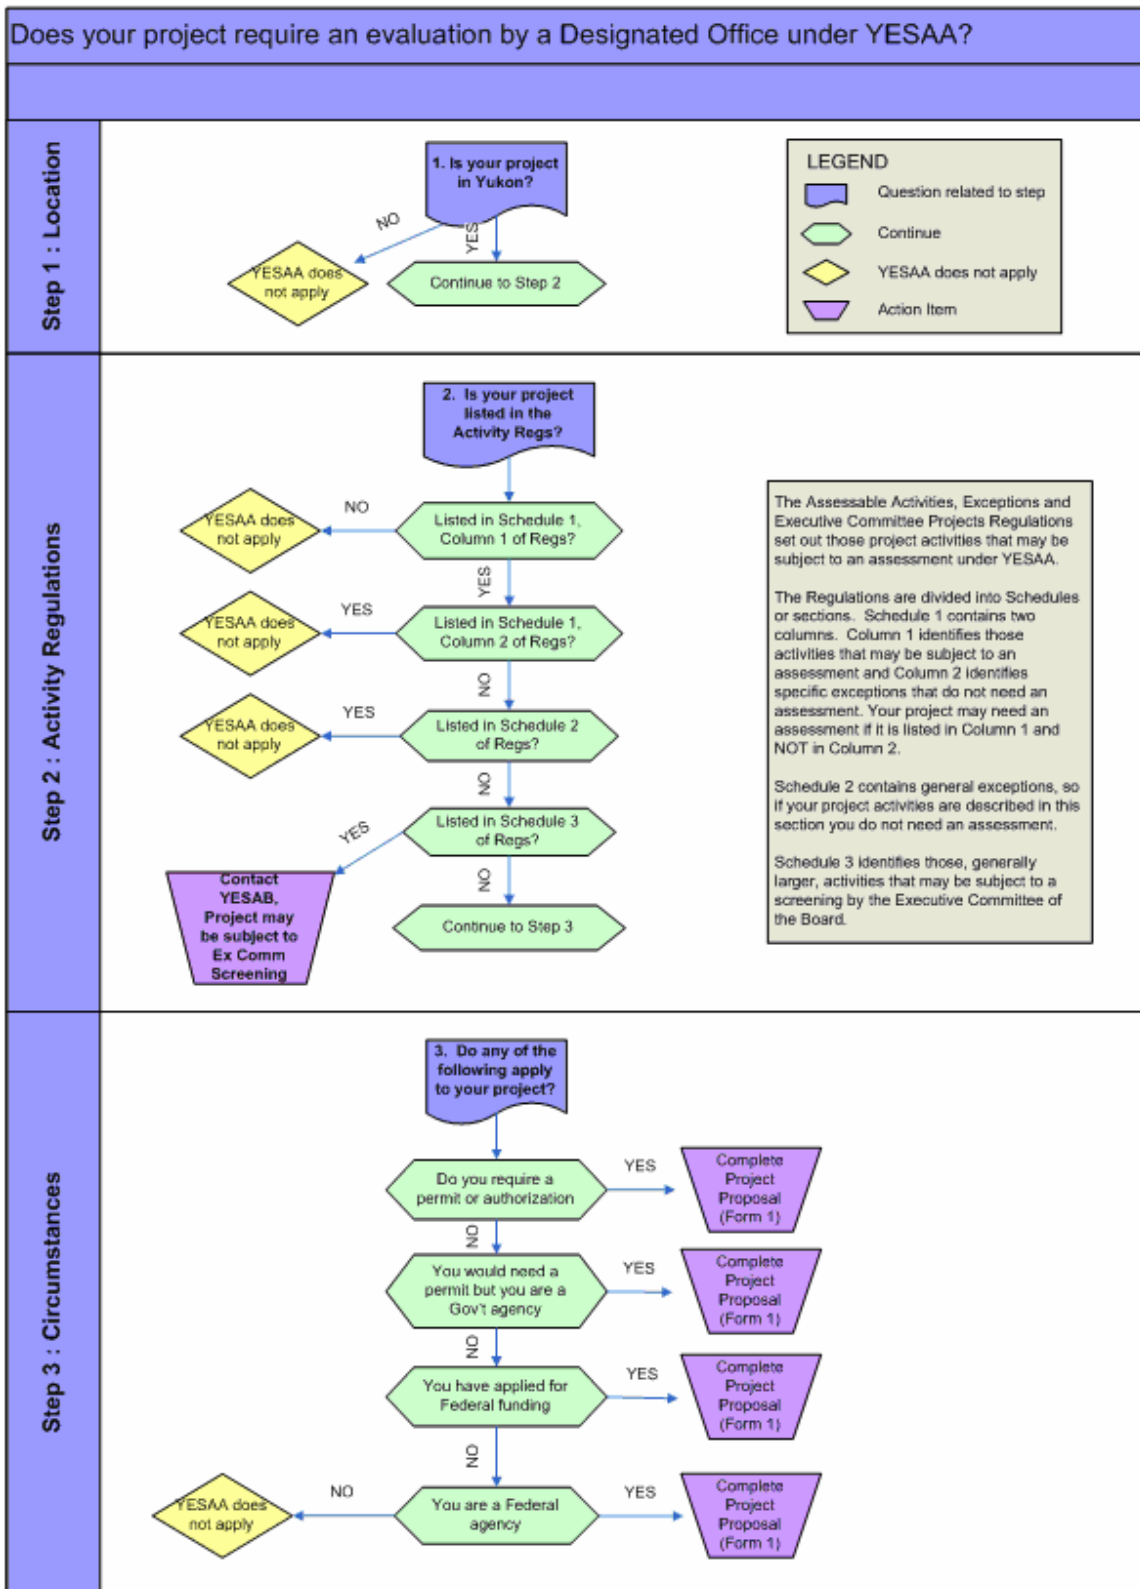 Does your project require an evaluation by a Designated Office under YESAA?
Step 1 : Location
1. Is your project
in Yukon?
NO
YES
YESAA does
not apply
Continue to Step 2
LEGEND
Question related to step
Continue
YESAA does not apply
Action Item
Step 2 : Activity Regulations
2. Is your project
listed in the
Activity Regs?
Listed in Schedule 1,
Column 1 of Regs?
NO
YESAA does
not apply
YES
Listed in Schedule 1,
Column 2 of Regs?
YES
YESAA does
not apply
NO
Listed in Schedule 2
of Regs?
YES
YESAA does
not apply
NO
Listed in Schedule 3
of Regs?
YES
Contact
YESAB,
Project may
be subject to
Ex Comm
Screening
NO
Continue to Step 3
The Assessable Activities, Exceptions and
Executive Committee Projects Regulations
set out those project activities that may be
subject to an assessment under YESAA.
The Regulations are divided into Schedules
or sections. Schedule 1 contains two
columns. Column 1 identifies those
activities that may be subject to an
assessment and Column 2 identifies
specific exceptions that do not need an
assessment. Your project may need an
assessment if it is listed in Column 1 and
NOT in Column 2.
Schedule 2 contains general exceptions, so
if your project activities are described in this
section you do not need an assessment.
Schedule 3 identifies those, generally
larger, activities that may be subject to a
screening by the Executive Committee of
the Board.
Step 3 : Circumstances
3. Do any of the
following apply
to your project?
Do you require a
permit or authorization
YES
Complete
Project
Proposal
(Form 1)
NO
You would need a
permit but you are a
Gov't agency
YES
Complete
Project
Proposal
(Form 1)
NO
You have applied for
Federal funding
YES
Complete
Project
Proposal
(Form 1)
NO
You are a Federal
agency
YES
Complete
Project
Proposal
(Form 1)
NO
YESAA does
not apply